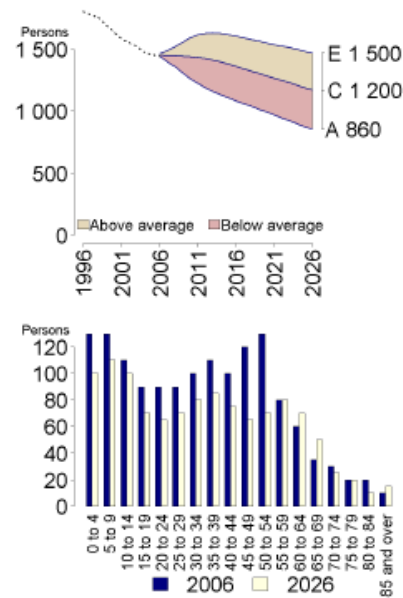 Persons
1 500
1 000
500
0
E 1 500
C 1 200
A 860
Above average
Below average
1996
2001
2006
2011
2016
2021
2026
Persons
120
100
80
60
40
20
0
0 to 4
5 to 9
10 to 14
15 to 19
20 to 24
25 to 29
30 to 34
35 to 39
40 to 44
45 to 49
50 to 54
55 to 59
60 to 64
65 to 69
70 to 74
75 to 79
80 to 84
85 and over
2006
2026